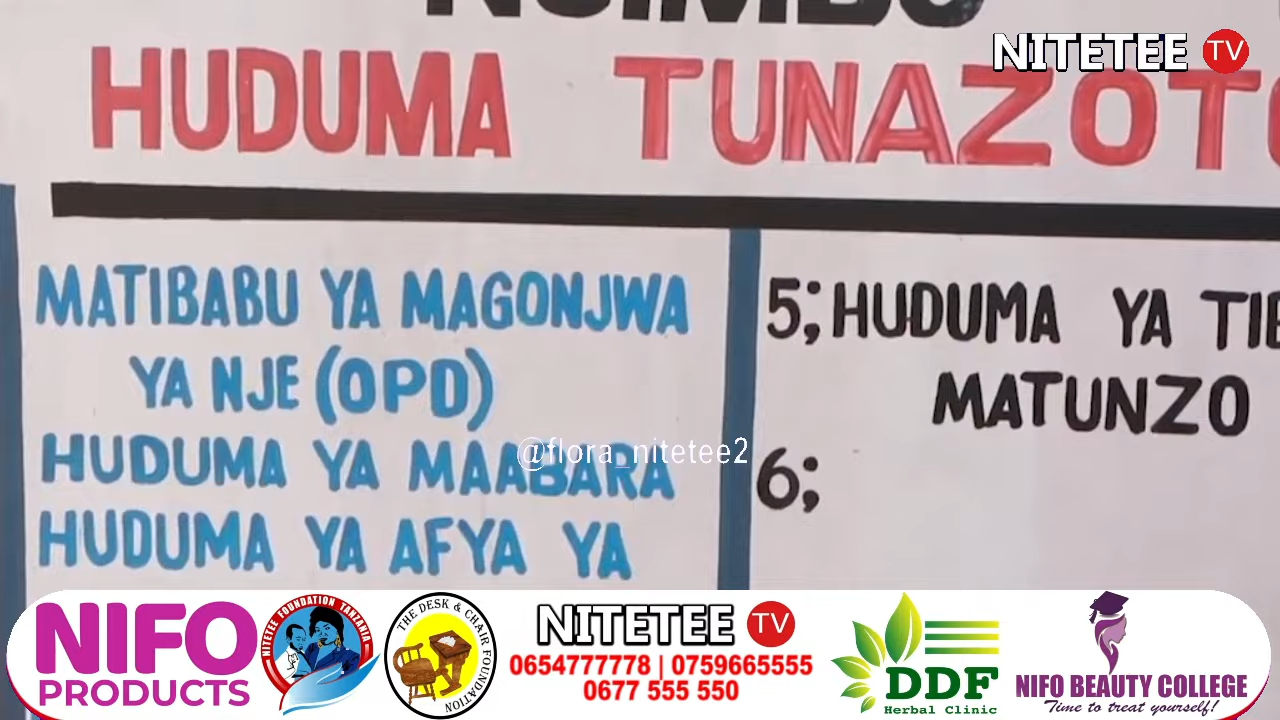 NITETEE TV
HUDUMA TUNAZOTO
MATIBABU YA MAGONJWA
YA NJE (OPD)
HUDUMA YA MAABARA
HUDUMA YA AFYA YA
5; HUDUMA YA TIB
MATUNZO
6;
@flora_nitetee2
NIFO
PRODUCTS
NITETEE FOUNDATION TANZANIA
THE DESK & CHAIR FOUNDATION
NITETEE TV
0654777778 | 0759665555
0677 555 550
DDF
Herbal Clinic
NIFO BEAUTY COLLEGE
Time to treat yourself!